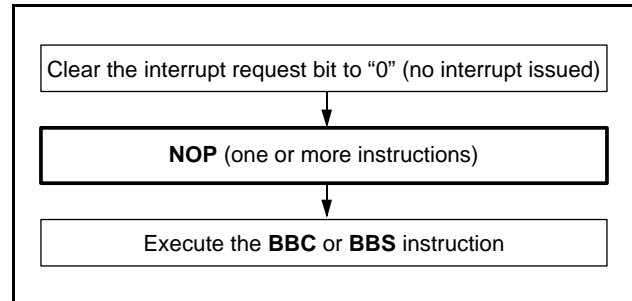 Clear the interrupt request bit to “0” (no interrupt issued)
NOP (one or more instructions)
Execute the BBC or BBS instruction